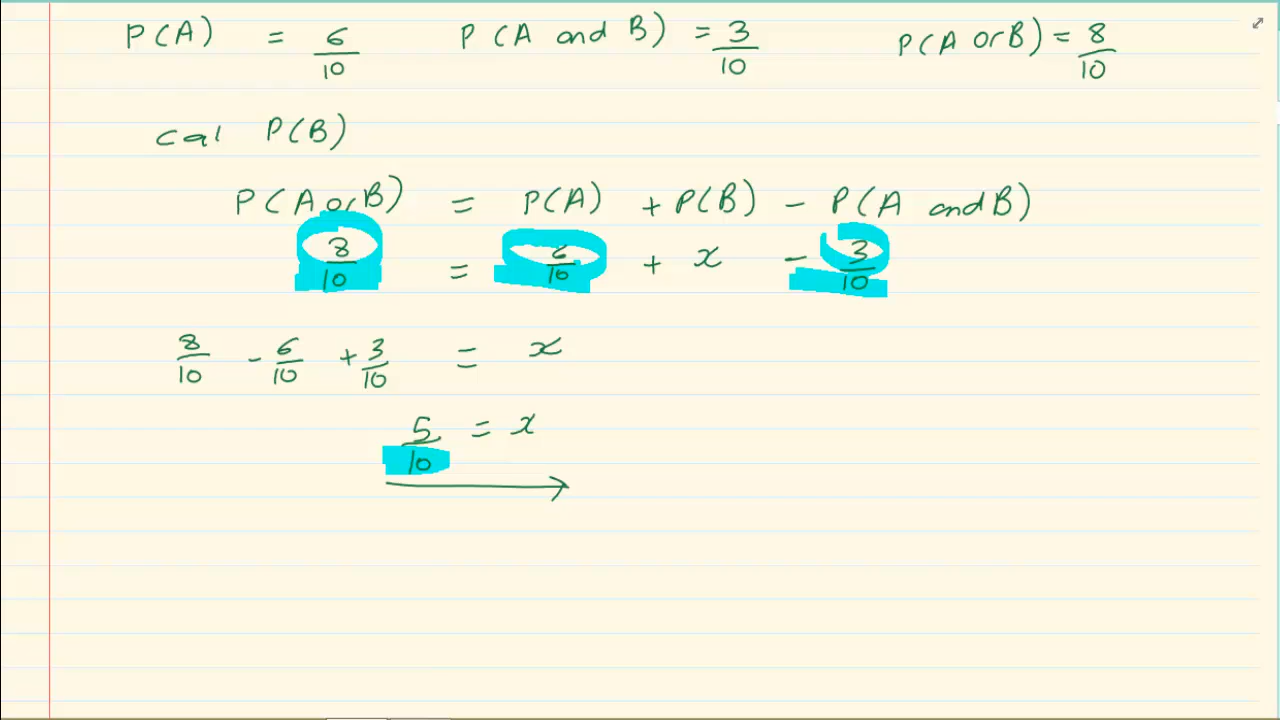 P(A) = 6/10 P(A and B) = 3/10 P(A or B) = 8/10
cal P(B)
P(A or B) = P(A) + P(B) - P(A and B)
8/10 = 6/10 + x - 3/10
8/10 - 6/10 + 3/10 = x
5/10 = x